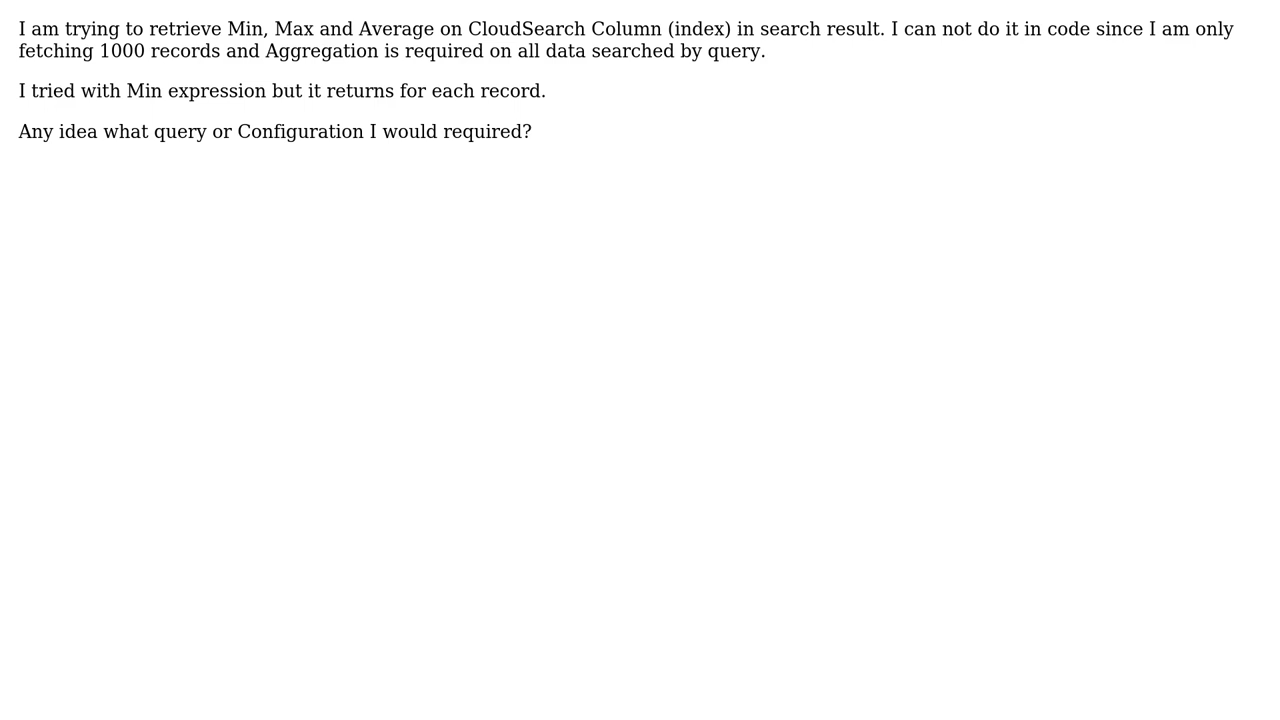 I am trying to retrieve Min, Max and Average on CloudSearch Column (index) in search result. I can not do it in code since I am only
fetching 1000 records and Aggregation is required on all data searched by query.
I tried with Min expression but it returns for each record.
Any idea what query or Configuration I would required?